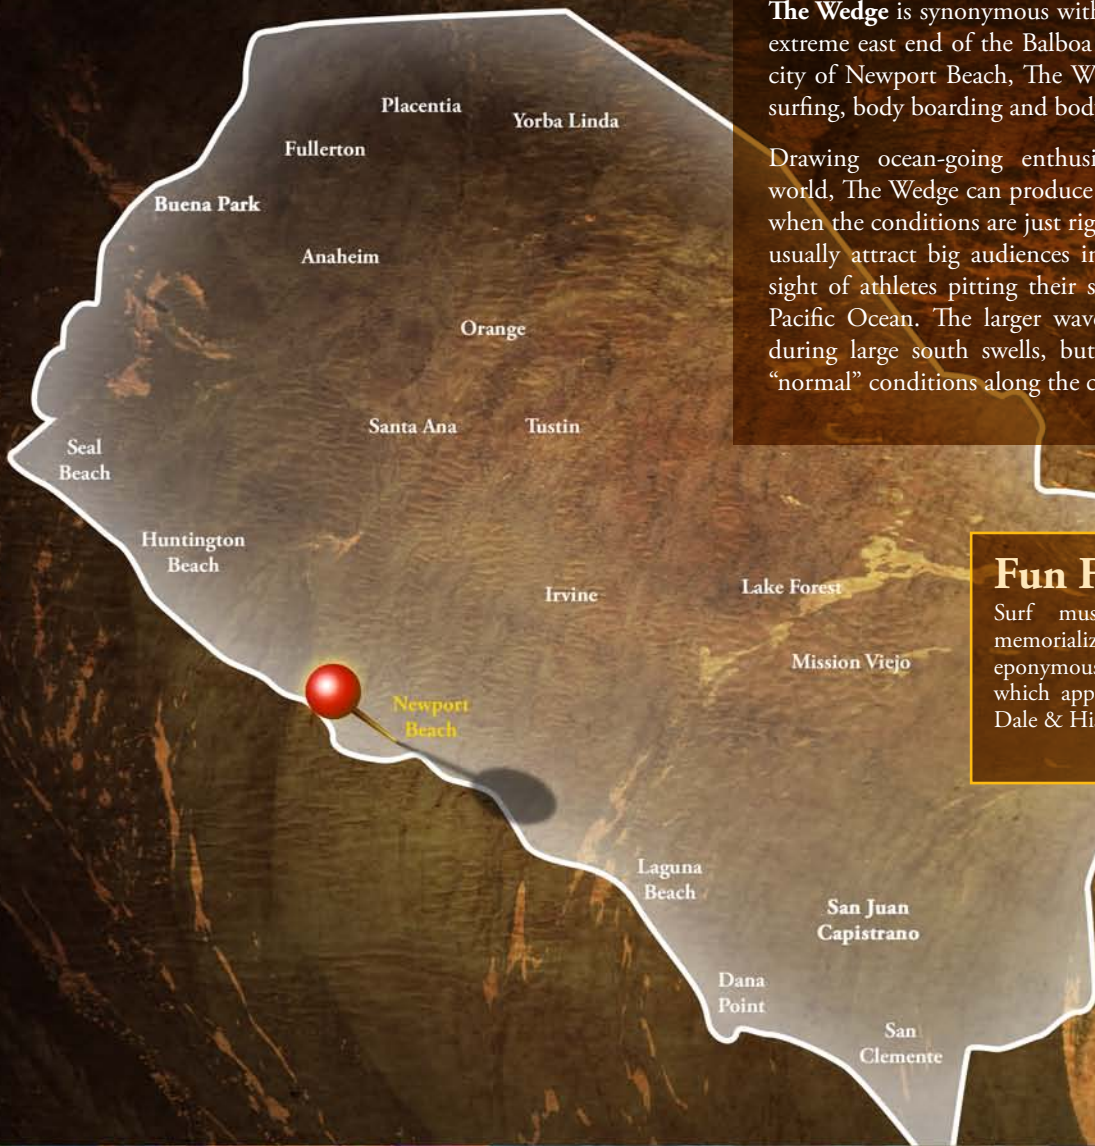 The Wedge is synonymous with
extreme east end of the Balboa
city of Newport Beach, The W
surfing, body boarding and bod
Drawing ocean-going enthusi
world, The Wedge can produce
when the conditions are just rig
usually attract big audiences in
sight of athletes pitting their s
Pacific Ocean. The larger wav
during large south swells, but
“normal” conditions along the c
Placentia
Yorba Linda
Fullerton
Buena Park
Anaheim
Orange
Santa Ana
Tustin
Seal
Beach
Huntington
Beach
Irvine
Lake Forest
Mission Viejo
Newport
Beach
Laguna
Beach
San Juan
Capistrano
Dana
Point
San
Clemente
Fun F
Surf mus
memorializ
eponymous
which app
Dale & Hi